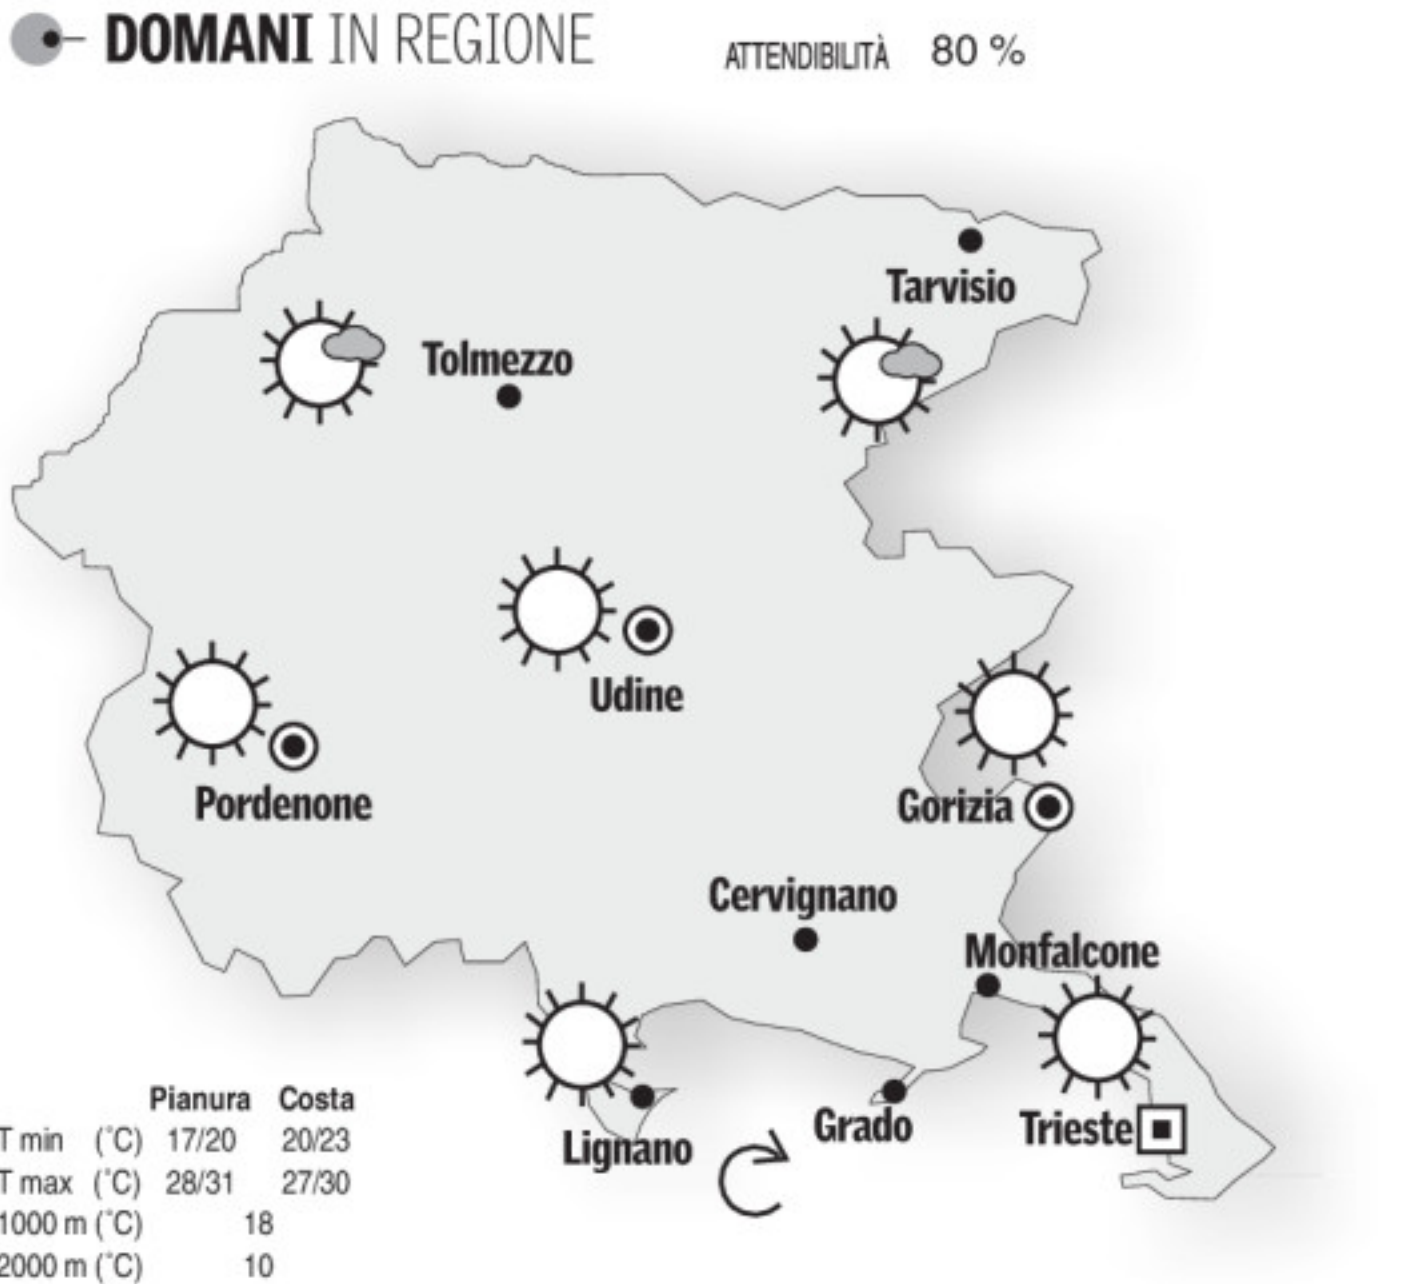 DOMANI IN REGIONE ATTENDIBILITÀ 80 %
Tarvisio
Tolmezzo
Udine
Pordenone
Gorizia
Cervignano
Monfalcone
Grado
Trieste
Lignano
Pianura Costa
T min (°C) 17/20 20/23
T max (°C) 28/31 27/30
1000 m (°C) 18
2000 m (°C) 10